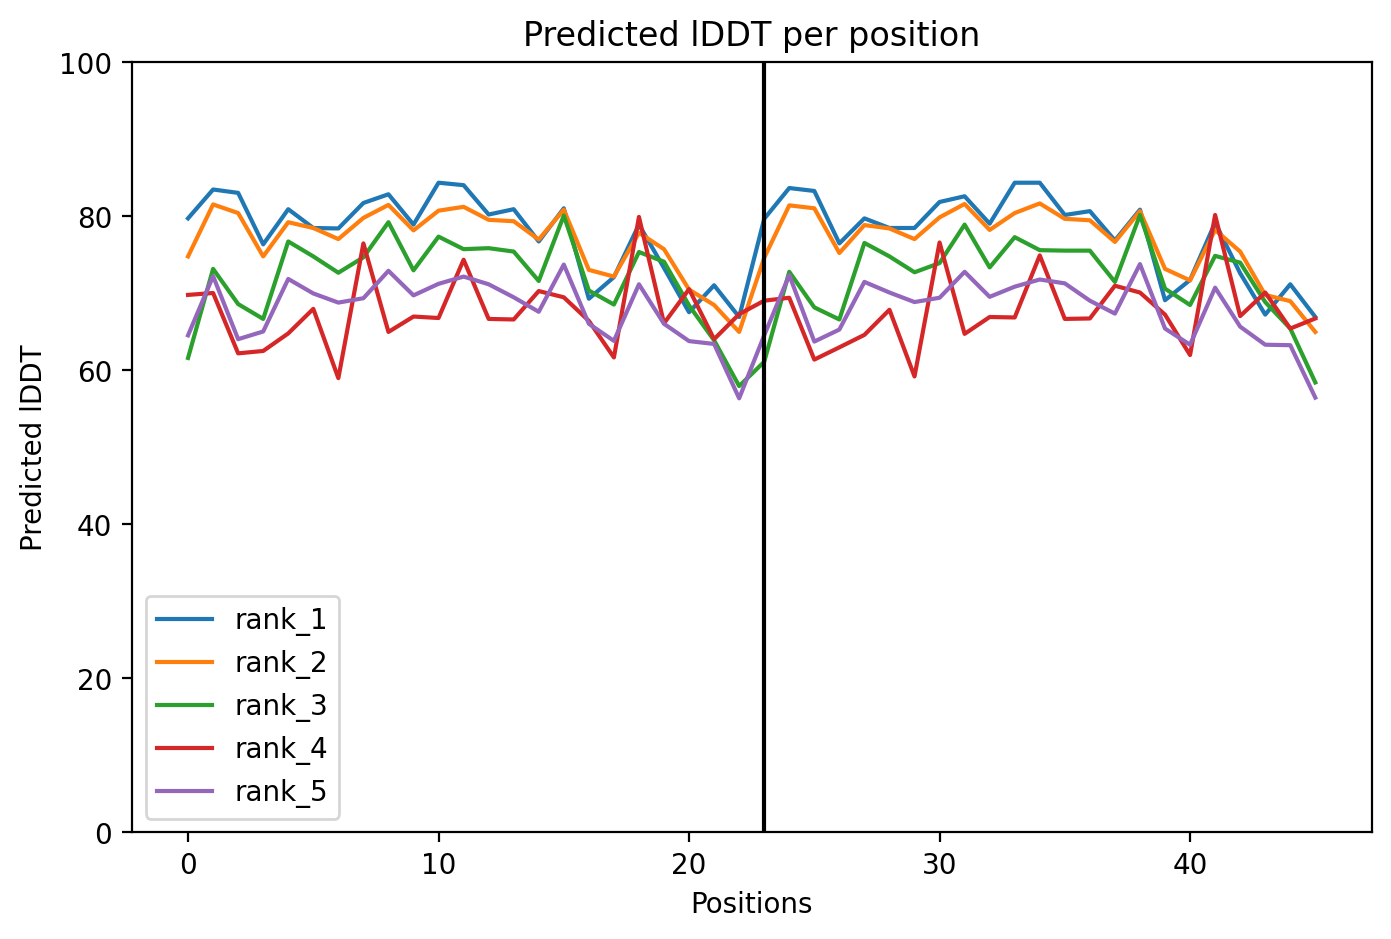 Predicted lDDT per position
100
80
60
40
20
0
Predicted lDDT
rank_1
rank_2
rank_3
rank_4
rank_5
0 10 20 30 40
Positions